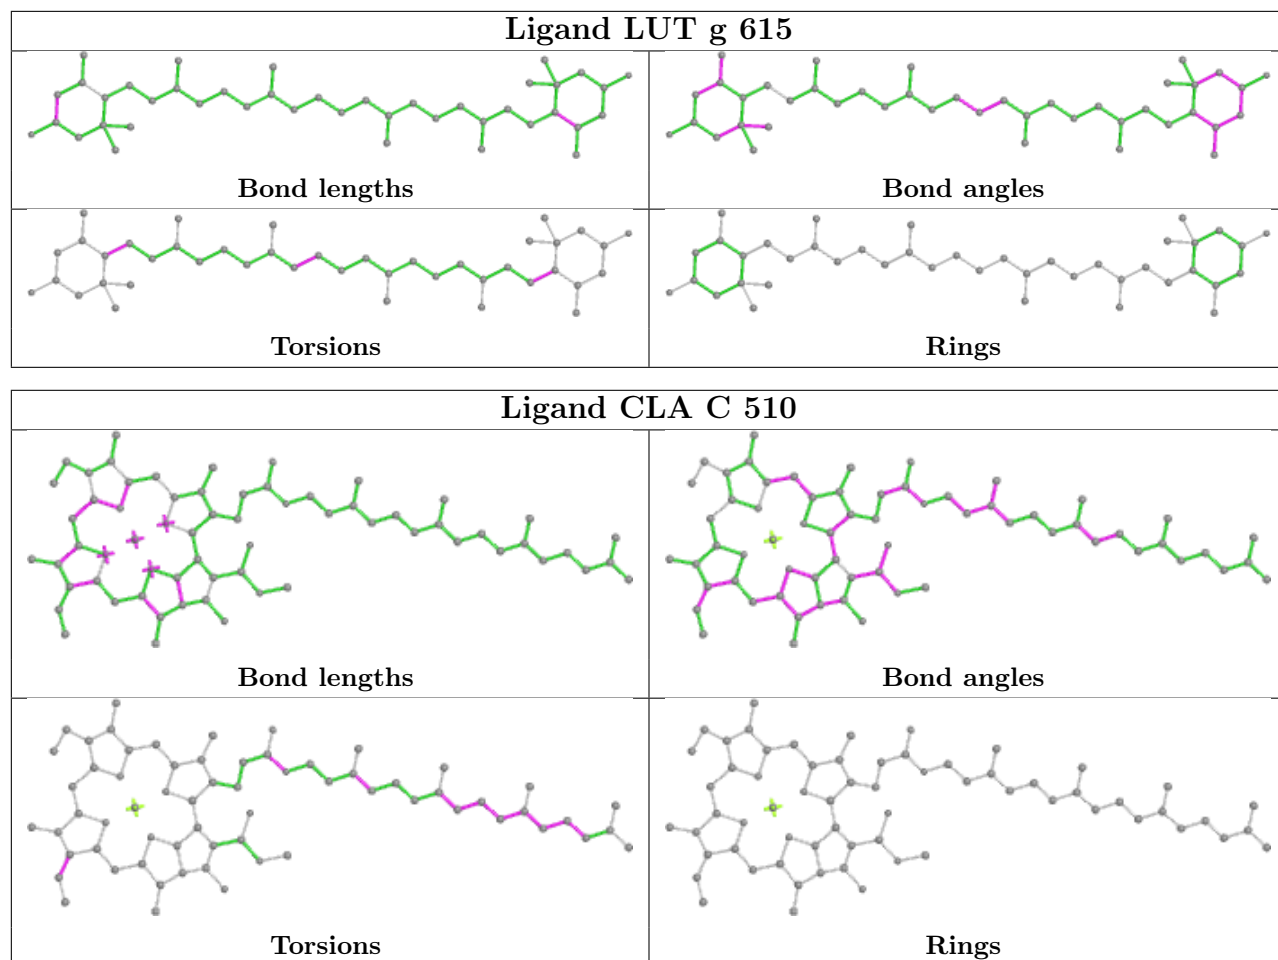 Ligand LUT g 615
Bond lengths
Bond angles
Torsions
Rings
Ligand CLA C 510
Bond lengths
Bond angles
Torsions
Rings